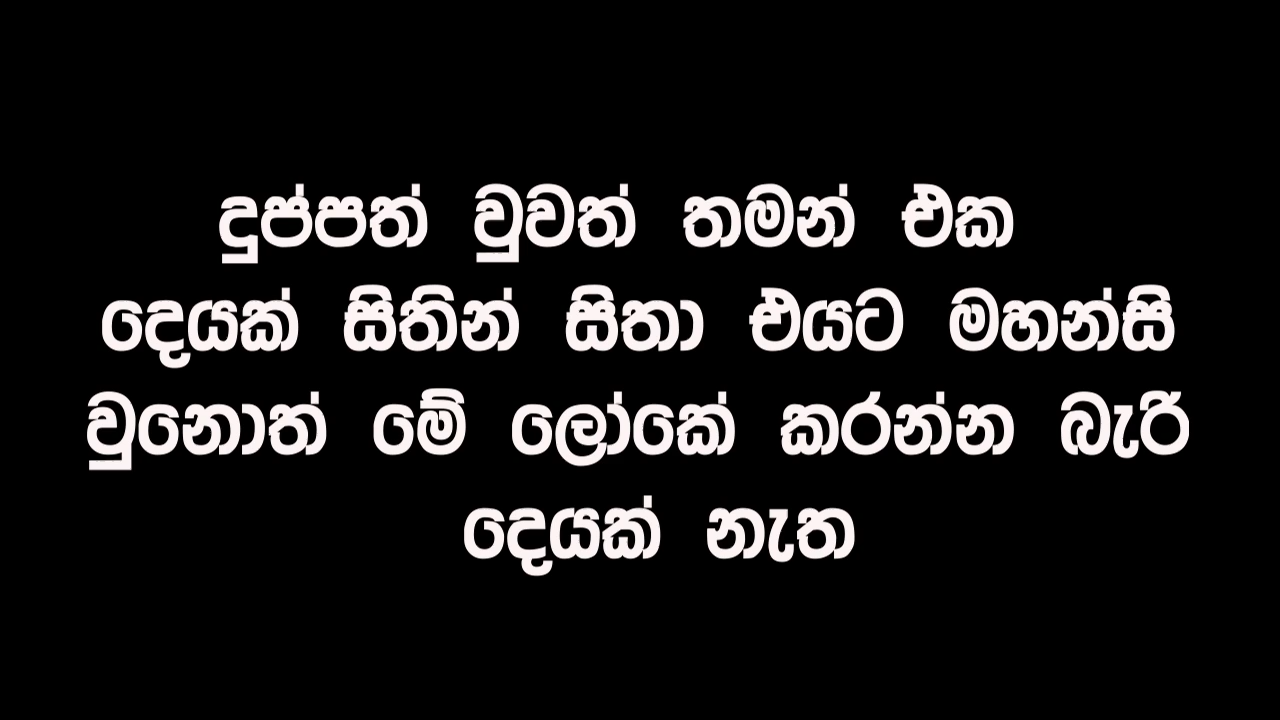 දුප්පත් වුවත් තමන් එක
දෙයක් සිතින් සිතා එයට මහන්සි
වුනොත් මේ ලෝකේ කරන්න බැරි
දෙයක් නැත